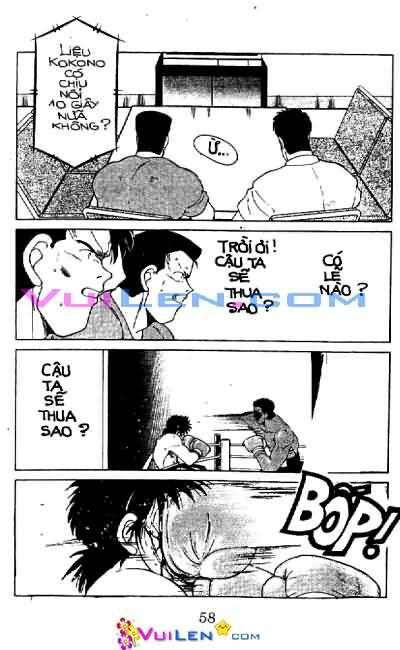 LIỆU
KOKONO
CÓ
CHỊU
NỔI
10 GIÂY
NỮA
KHÔNG?
Ừ...
TRỜI ƠI!
CẬU TA
SẼ
THUA
SAO?
CÓ
LẼ
NÀO?
VUILEN.COM
CẬU
TA
SẼ
THUA
SAO?
BỐP!
58
VUILEN.COM